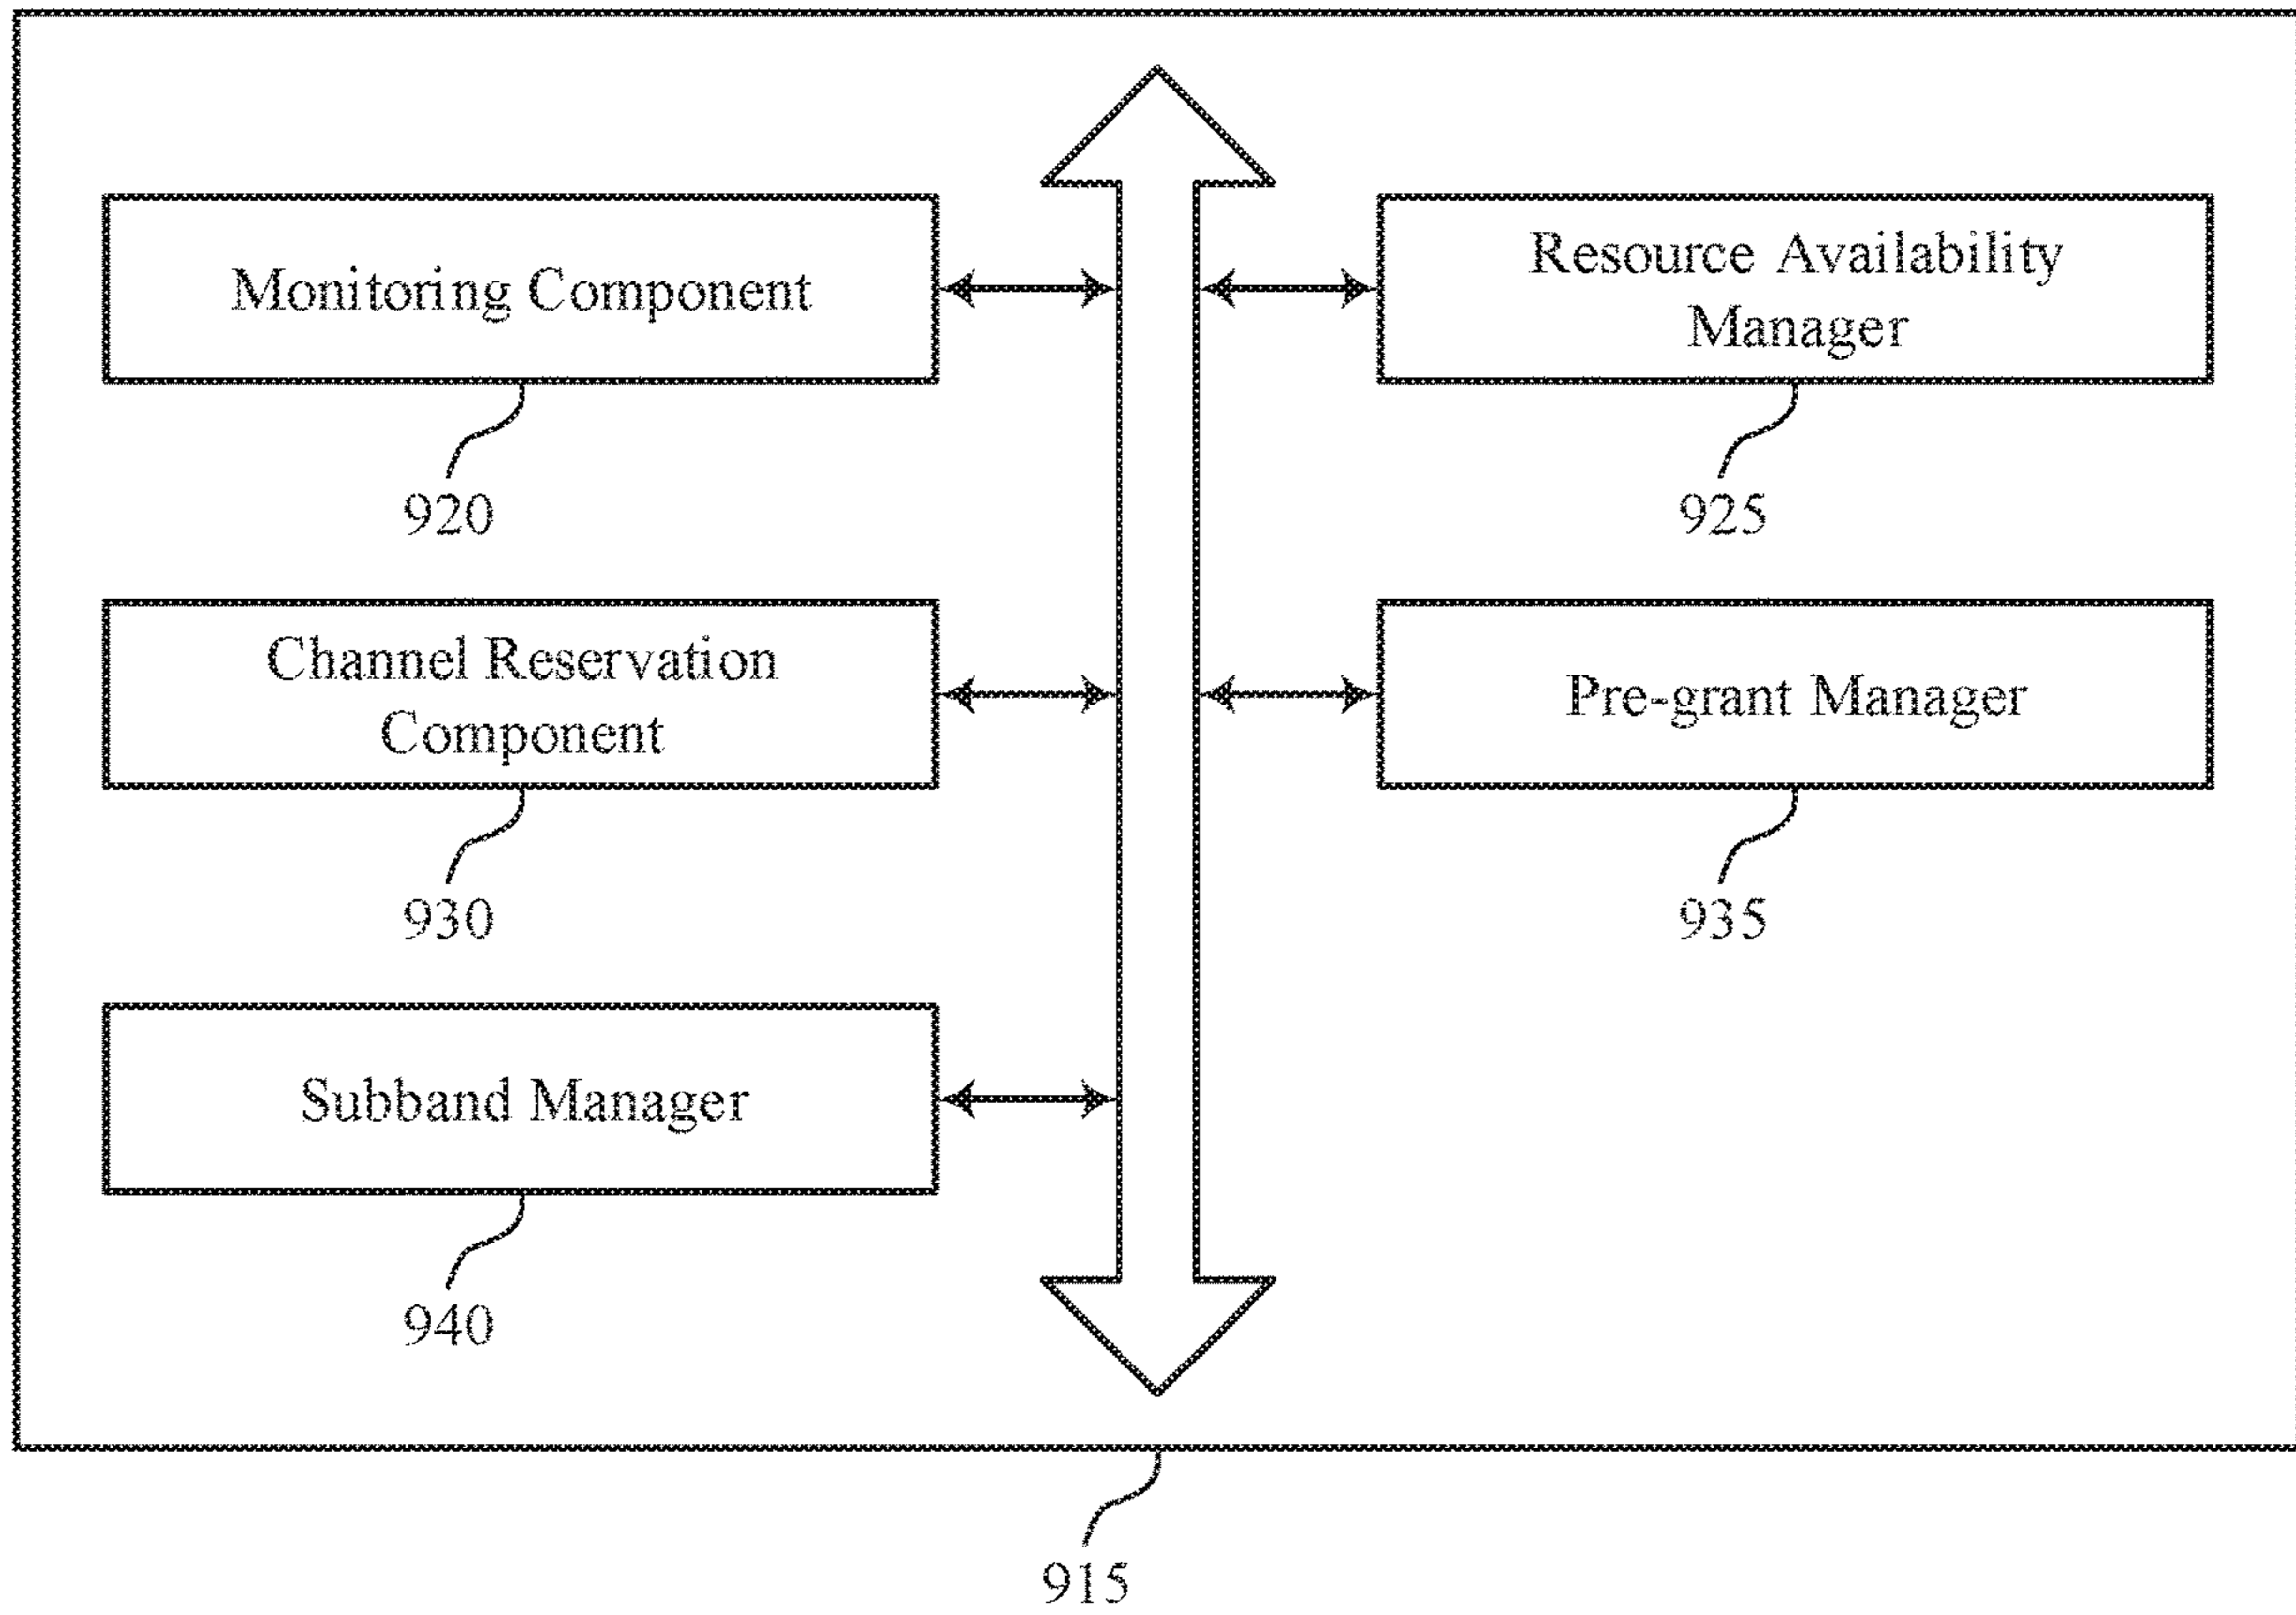 Monitoring Component
920
Resource Availability
Manager
925
Channel Reservation
Component
930
Pre-grant Manager
935
Subband Manager
940
915